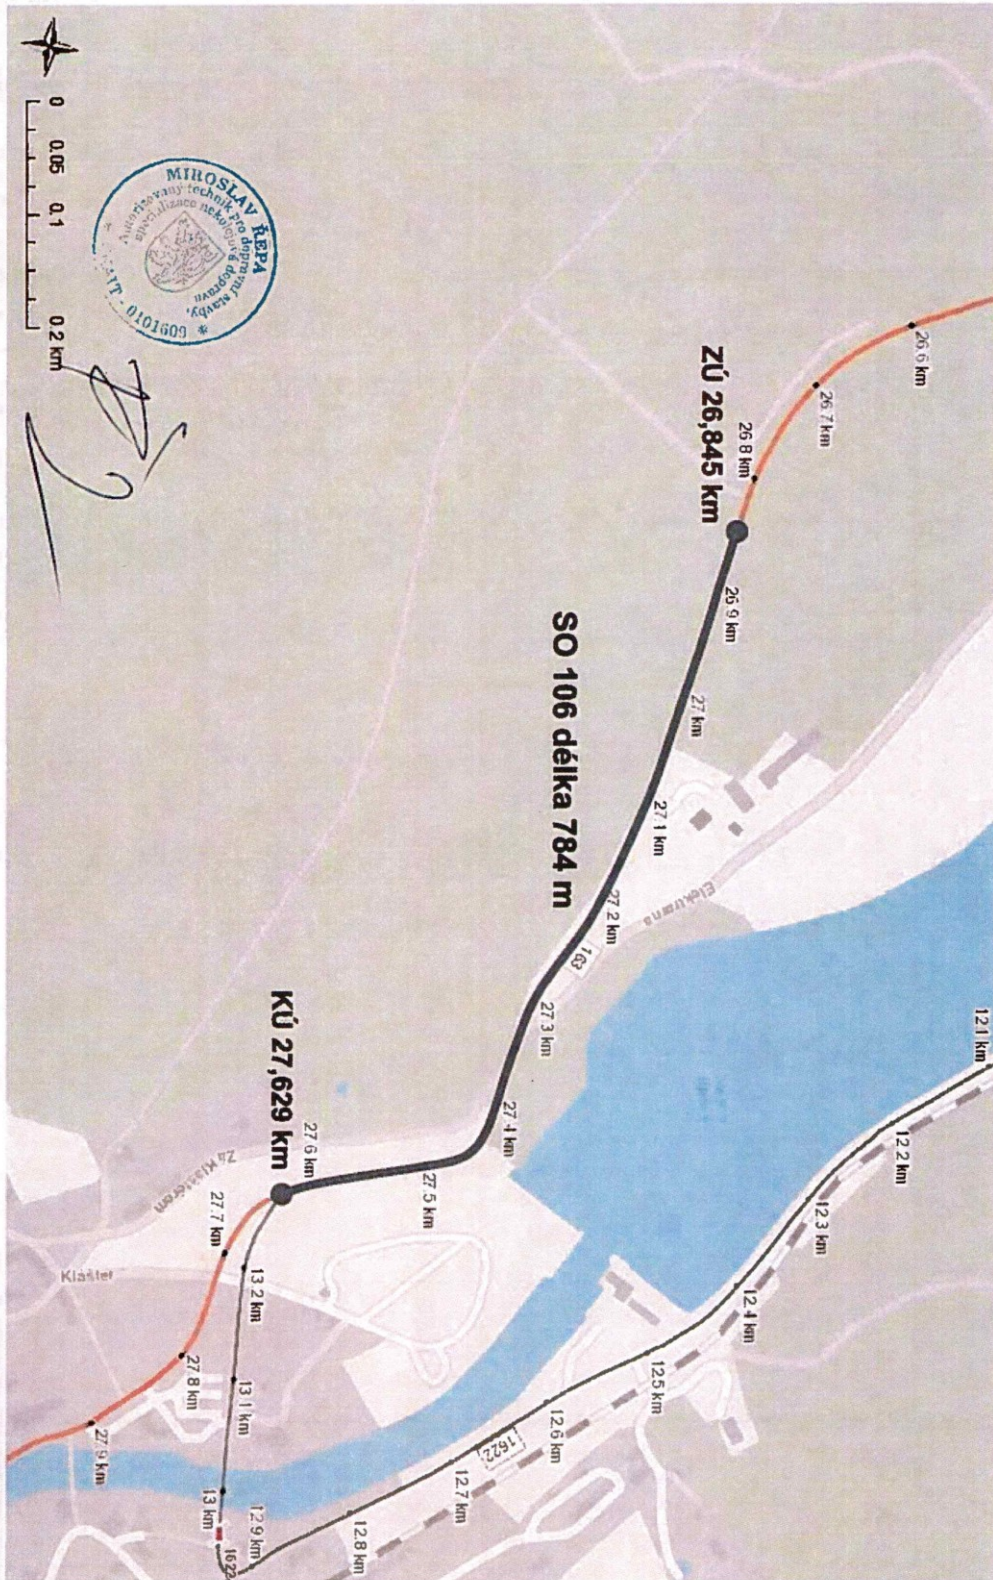 0 0.05 0.1 0.2 km
MIROSLAV ŘEPA
Autorizovaný technik pro dopravní stavby,
specializace nekolejová doprava
0101609
26.6 km
26.7 km
26.8 km
ZÚ 26,845 km
26.9 km
27 km
SO 106 délka 784 m
27.1 km
Elektrárna
27.2 km
163
27.3 km
27.4 km
27.5 km
27.6 km
KÚ 27,629 km
Za Klášterem
27.7 km
Klášter
27.8 km
27.9 km
12.1 km
12.2 km
12.3 km
12.4 km
12.5 km
12.6 km
1622
12.7 km
12.8 km
12.9 km
1622
13 km
13.1 km
13.2 km